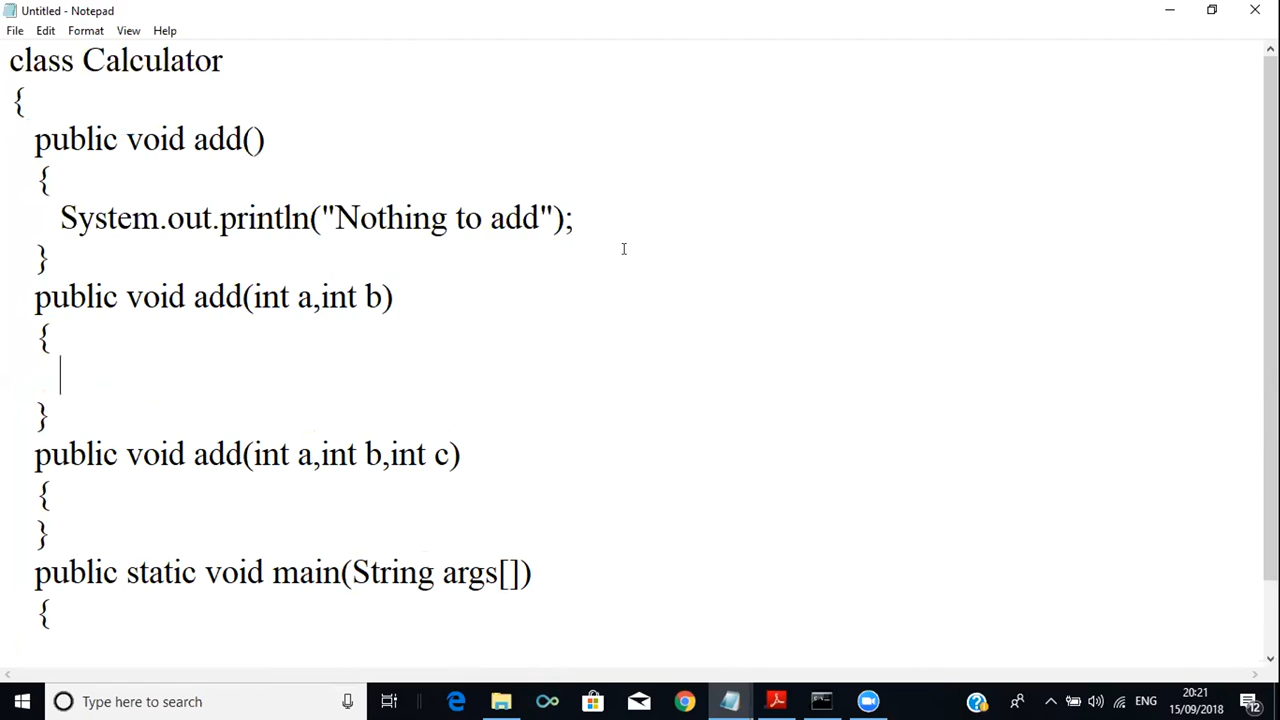 Untitled - Notepad
File Edit Format View Help
class Calculator
{
public void add()
{
System.out.println("Nothing to add");
}
public void add(int a,int b)
{
}
public void add(int a,int b,int c)
{
}
public static void main(String args[])
{
Type here to search
ENG
20:21
15/09/2018
12